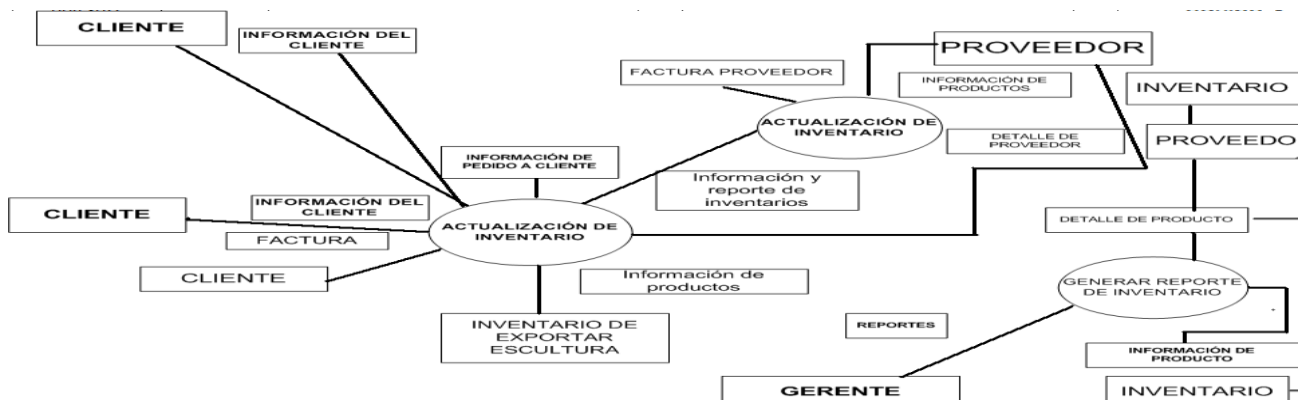 CLIENTE
INFORMACIÓN DEL
CLIENTE
PROVEEDOR
FACTURA PROVEEDOR
INFORMACIÓN DE
PRODUCTOS
INVENTARIO
ACTUALIZACIÓN DE
INVENTARIO
DETALLE DE
PROVEEDOR
PROVEEDO
INFORMACIÓN DE
PEDIDO A CLIENTE
Información y
reporte de
inventarios
INFORMACIÓN DEL
CLIENTE
CLIENTE
FACTURA
ACTUALIZACIÓN DE
INVENTARIO
DETALLE DE PRODUCTO
CLIENTE
Información de
productos
GENERAR REPORTE
DE INVENTARIO
INVENTARIO DE
EXPORTAR
ESCULTURA
REPORTES
INFORMACIÓN DE
PRODUCTO
GERENTE
INVENTARIO